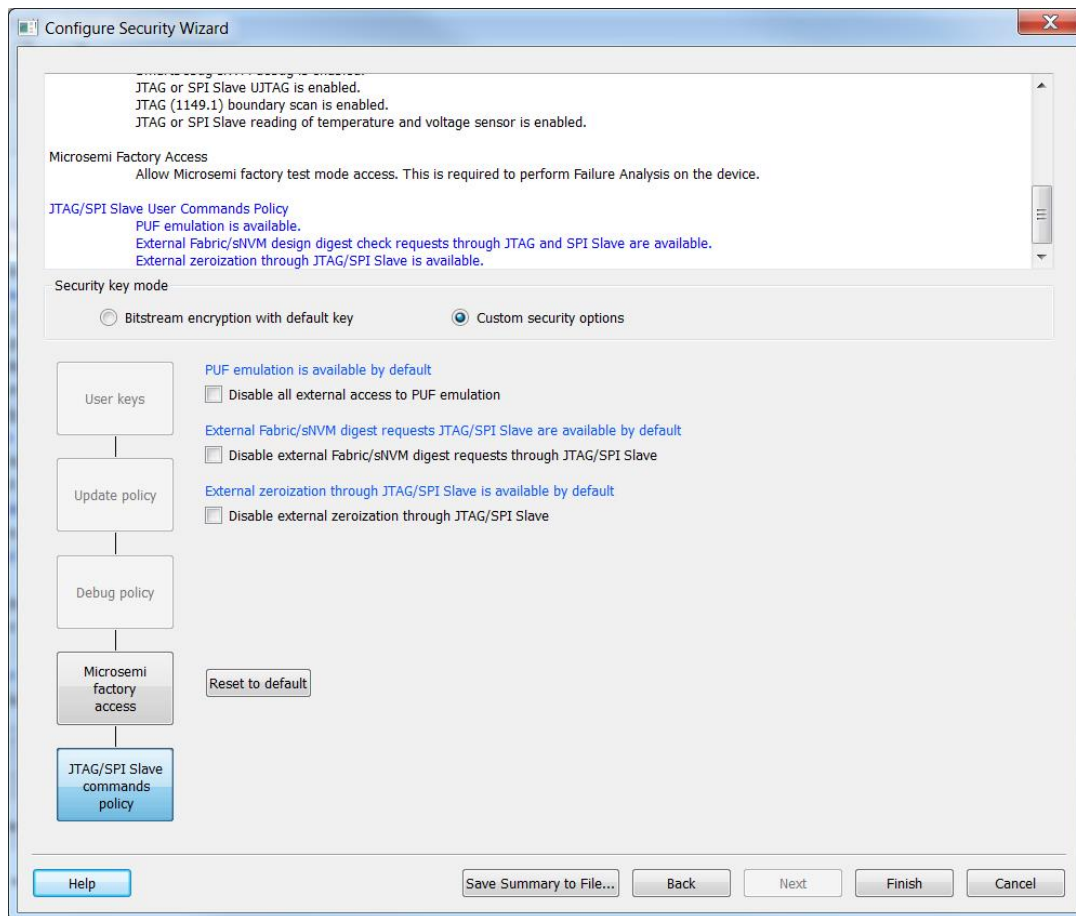 Configure Security Wizard
JTAG or SPI Slave UJTAG is enabled.
JTAG (1149.1) boundary scan is enabled.
JTAG or SPI Slave reading of temperature and voltage sensor is enabled.
Microsemi Factory Access
Allow Microsemi factory test mode access. This is required to perform Failure Analysis on the device.
JTAG/SPI Slave User Commands Policy
PUF emulation is available.
External Fabric/sNVM design digest check requests through JTAG and SPI Slave are available.
External zeroization through JTAG/SPI Slave is available.
Security key mode
Bitstream encryption with default key
Custom security options
User keys
PUF emulation is available by default
Disable all external access to PUF emulation
External Fabric/sNVM digest requests JTAG/SPI Slave are available by default
Disable external Fabric/sNVM digest requests through JTAG/SPI Slave
Update policy
External zeroization through JTAG/SPI Slave is available by default
Disable external zeroization through JTAG/SPI Slave
Debug policy
Microsemi
factory
access
Reset to default
JTAG/SPI Slave
commands
policy
Help
Save Summary to File...
Back
Next
Finish
Cancel